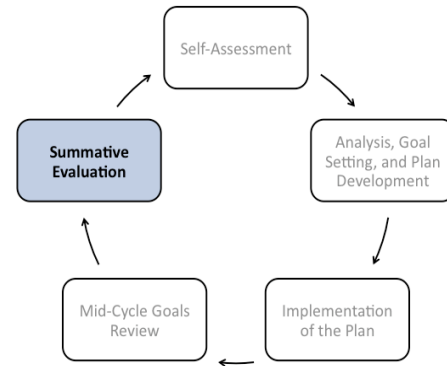 Self-Assessment
Analysis, Goal
Setting, and Plan
Development
Implementation
of the Plan
Mid-Cycle Goals
Review
Summative
Evaluation